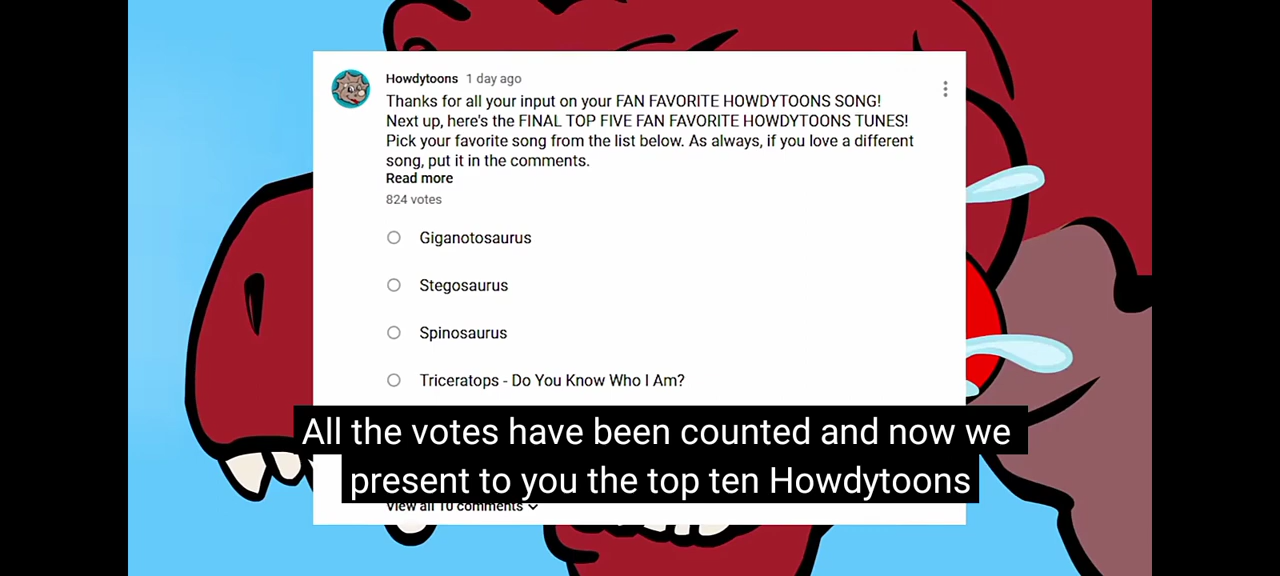 Howdytoons 1 day ago
Thanks for all your input on your FAN FAVORITE HOWDYTOONS SONG!
Next up, here's the FINAL TOP FIVE FAN FAVORITE HOWDYTOONS TUNES!
Pick your favorite song from the list below. As always, if you love a different
song, put it in the comments.
Read more
824 votes
Giganotosaurus
Stegosaurus
Spinosaurus
Triceratops - Do You Know Who I Am?
All the votes have been counted and now we
present to you the top ten Howdytoons
View all 10 comments